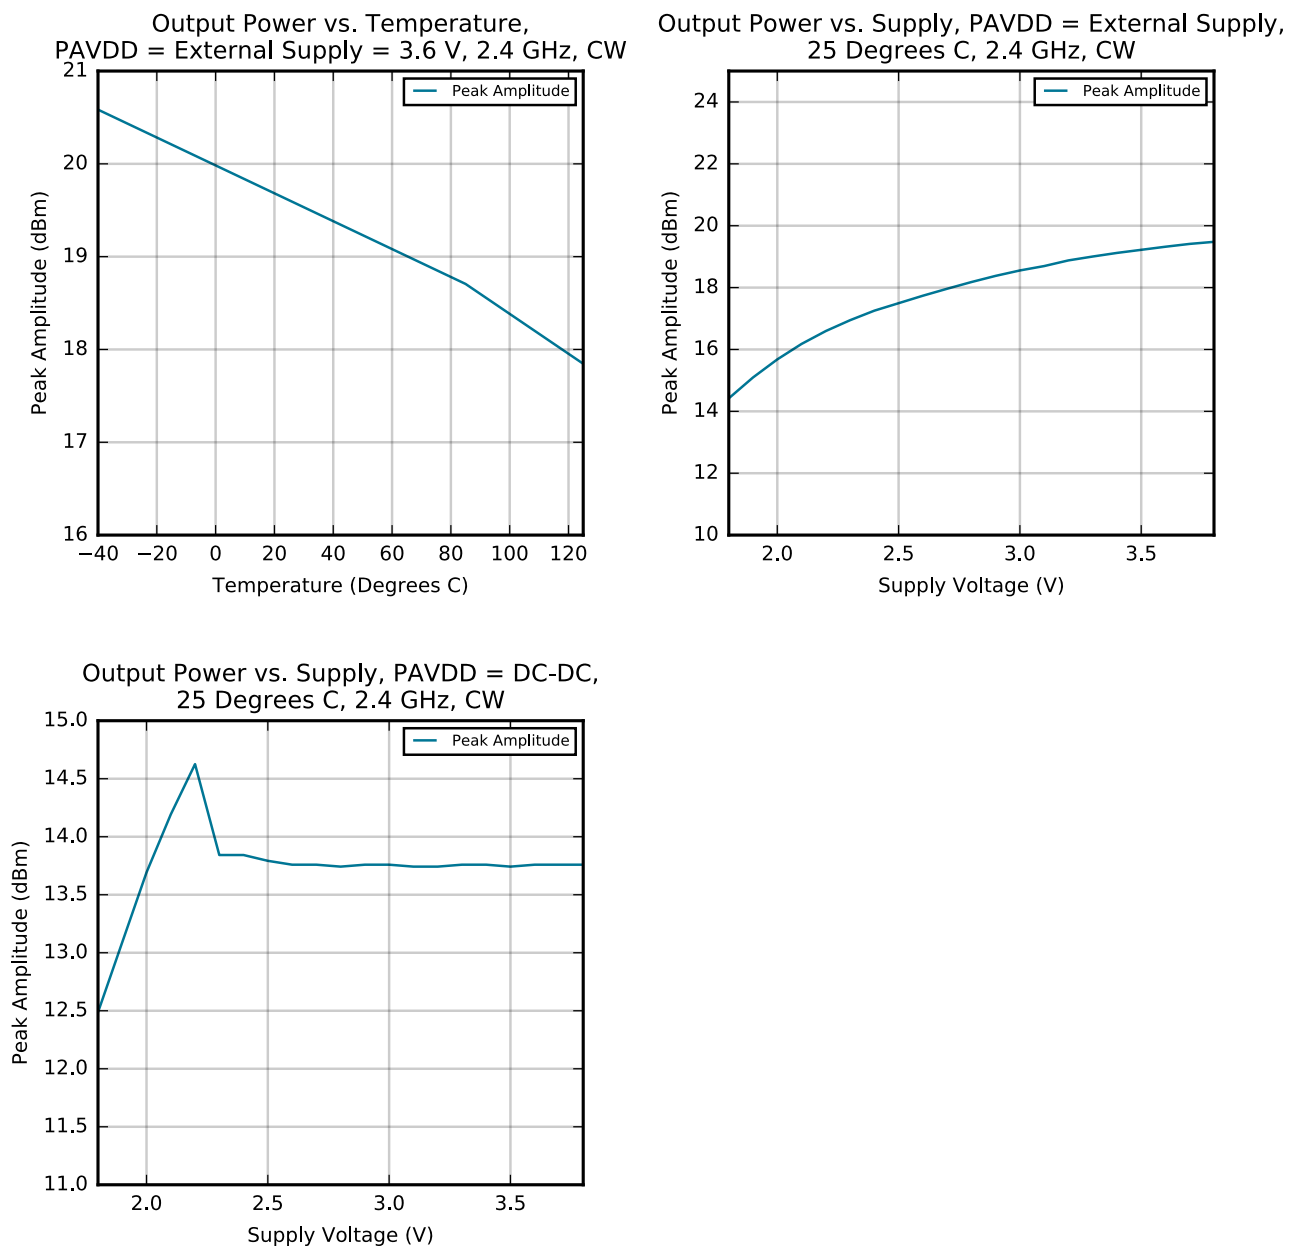 Output Power vs. Temperature,
PAVDD = External Supply = 3.6 V, 2.4 GHz, CW
Peak Amplitude
Peak Amplitude (dBm)
21
20
19
18
17
16
−40 −20 0 20 40 60 80 100 120
Temperature (Degrees C)
Output Power vs. Supply, PAVDD = External Supply,
25 Degrees C, 2.4 GHz, CW
Peak Amplitude
Peak Amplitude (dBm)
24
22
20
18
16
14
12
10
2.0 2.5 3.0 3.5
Supply Voltage (V)
Output Power vs. Supply, PAVDD = DC-DC,
25 Degrees C, 2.4 GHz, CW
Peak Amplitude
Peak Amplitude (dBm)
15.0
14.5
14.0
13.5
13.0
12.5
12.0
11.5
11.0
2.0 2.5 3.0 3.5
Supply Voltage (V)